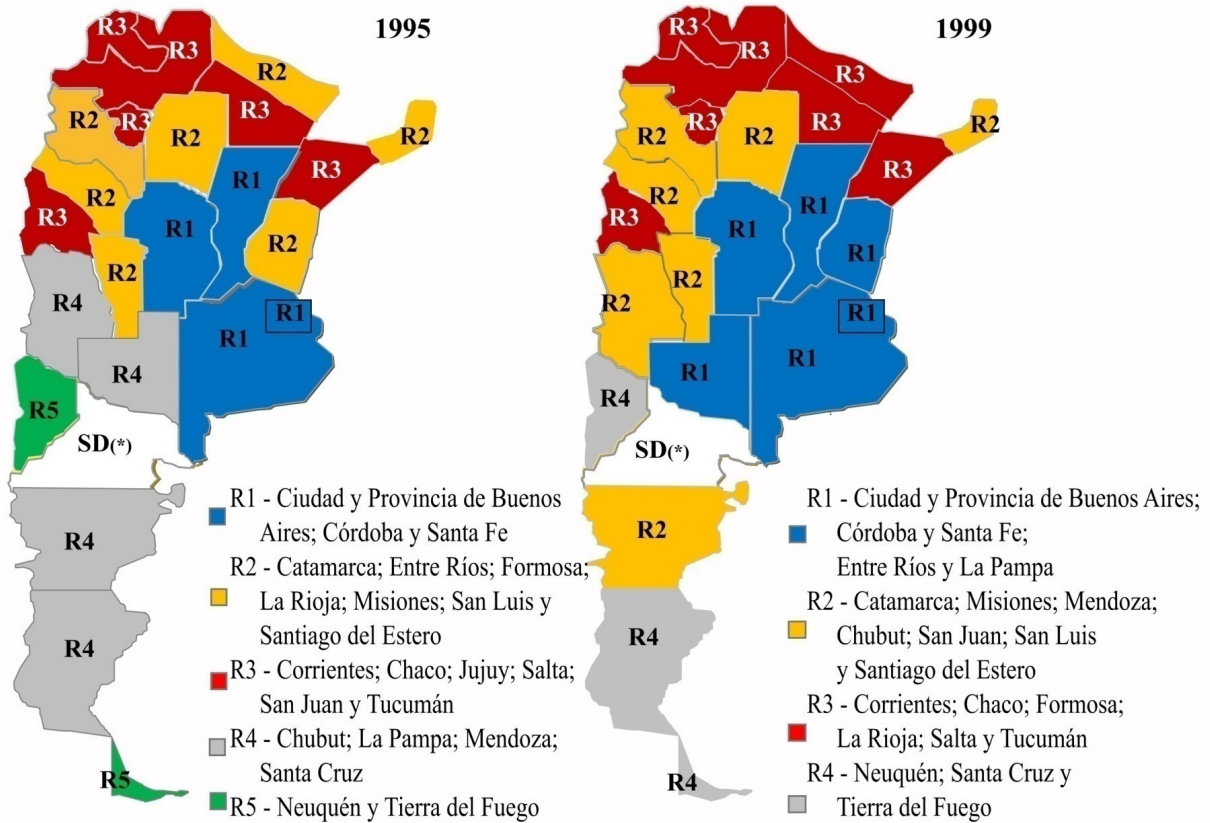 1995
R3
R3
R2
R2
R2
R3
R3
R2
R3
R2
R1
R3
R1
R2
R2
R4
R1
R1
R4
R5
SD(*)
R4
R4
R5
R1 - Ciudad y Provincia de Buenos
Aires; Córdoba y Santa Fe
R2 - Catamarca; Entre Ríos; Formosa;
La Rioja; Misiones; San Luis y
Santiago del Estero
R3 - Corrientes; Chaco; Jujuy; Salta;
San Juan y Tucumán
R4 - Chubut; La Pampa; Mendoza;
Santa Cruz
R5 - Neuquén y Tierra del Fuego
1999
R3
R3
R3
R2
R2
R3
R3
R2
R3
R2
R1
R3
R1
R1
R2
R2
R1
R1
R1
R4
SD(*)
R2
R4
R4
R1 - Ciudad y Provincia de Buenos Aires;
Córdoba y Santa Fe;
Entre Ríos y La Pampa
R2 - Catamarca; Misiones; Mendoza;
Chubut; San Juan; San Luis
y Santiago del Estero
R3 - Corrientes; Chaco; Formosa;
La Rioja; Salta y Tucumán
R4 - Neuquén; Santa Cruz y
Tierra del Fuego